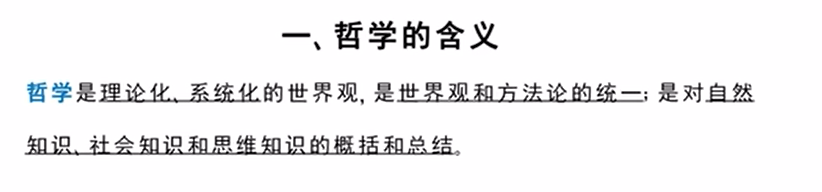 一、哲学的含义
哲学是理论化、系统化的世界观, 是世界观和方法论的统一; 是对自然
知识、社会知识和思维知识的概括和总结。